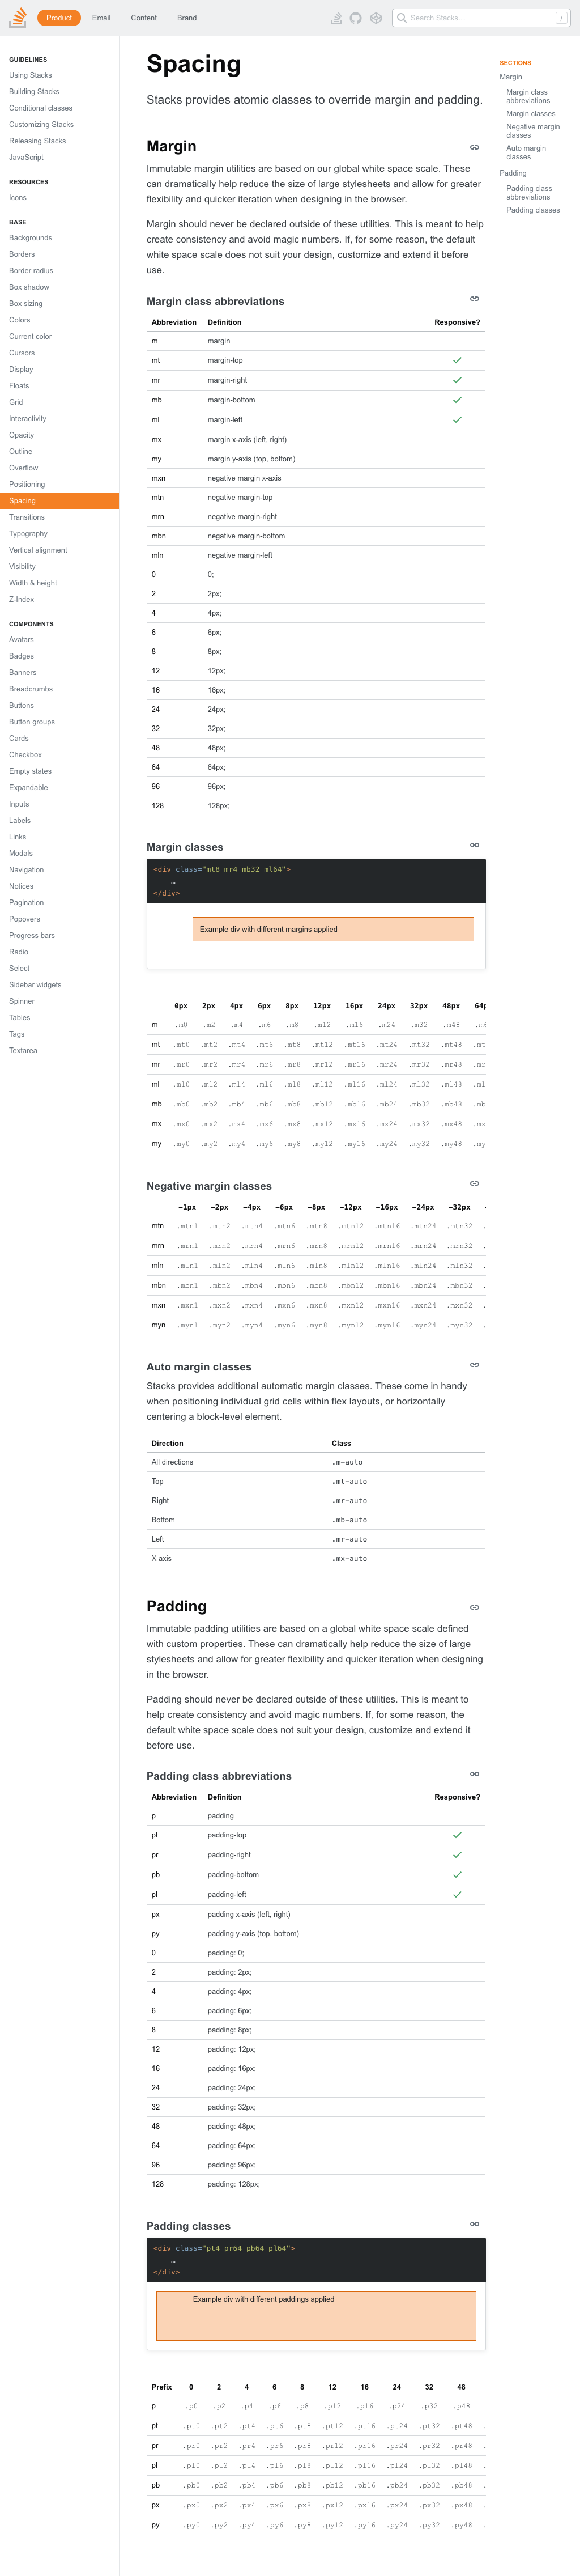 Product Email Content Brand
Search Stacks… /
GUIDELINES
Using Stacks
Building Stacks
Conditional classes
Customizing Stacks
Releasing Stacks
JavaScript
RESOURCES
Icons
BASE
Backgrounds
Borders
Border radius
Box shadow
Box sizing
Colors
Current color
Cursors
Display
Floats
Grid
Interactivity
Opacity
Outline
Overflow
Positioning
Spacing
Transitions
Typography
Vertical alignment
Visibility
Width & height
Z-Index
COMPONENTS
Avatars
Badges
Banners
Breadcrumbs
Buttons
Button groups
Cards
Checkbox
Empty states
Expandable
Inputs
Labels
Links
Modals
Navigation
Notices
Pagination
Popovers
Progress bars
Radio
Select
Sidebar widgets
Spinner
Tables
Tags
Textarea
Spacing
Stacks provides atomic classes to override margin and padding.
Margin
Immutable margin utilities are based on our global white space scale. These
can dramatically help reduce the size of large stylesheets and allow for greater
flexibility and quicker iteration when designing in the browser.
Margin should never be declared outside of these utilities. This is meant to help
create consistency and avoid magic numbers. If, for some reason, the default
white space scale does not suit your design, customize and extend it before
use.
Margin class abbreviations
Abbreviation Definition Responsive?
m margin
mt margin-top
mr margin-right
mb margin-bottom
ml margin-left
mx margin x-axis (left, right)
my margin y-axis (top, bottom)
mxn negative margin x-axis
mtn negative margin-top
mrn negative margin-right
mbn negative margin-bottom
mln negative margin-left
0 0;
2 2px;
4 4px;
6 6px;
8 8px;
12 12px;
16 16px;
24 24px;
32 32px;
48 48px;
64 64px;
96 96px;
128 128px;
Margin classes
<div class="mt8 mr4 mb32 ml64">
…
</div>
Example div with different margins applied
0px 2px 4px 6px 8px 12px 16px 24px 32px 48px 64p
m .m0 .m2 .m4 .m6 .m8 .m12 .m16 .m24 .m32 .m48 .m6
mt .mt0 .mt2 .mt4 .mt6 .mt8 .mt12 .mt16 .mt24 .mt32 .mt48 .mt
mr .mr0 .mr2 .mr4 .mr6 .mr8 .mr12 .mr16 .mr24 .mr32 .mr48 .mr
ml .ml0 .ml2 .ml4 .ml6 .ml8 .ml12 .ml16 .ml24 .ml32 .ml48 .ml
mb .mb0 .mb2 .mb4 .mb6 .mb8 .mb12 .mb16 .mb24 .mb32 .mb48 .mb
mx .mx0 .mx2 .mx4 .mx6 .mx8 .mx12 .mx16 .mx24 .mx32 .mx48 .mx
my .my0 .my2 .my4 .my6 .my8 .my12 .my16 .my24 .my32 .my48 .my
Negative margin classes
−1px −2px −4px −6px −8px −12px −16px −24px −32px −
mtn .mtn1 .mtn2 .mtn4 .mtn6 .mtn8 .mtn12 .mtn16 .mtn24 .mtn32 .
mrn .mrn1 .mrn2 .mrn4 .mrn6 .mrn8 .mrn12 .mrn16 .mrn24 .mrn32 .
mln .mln1 .mln2 .mln4 .mln6 .mln8 .mln12 .mln16 .mln24 .mln32 .
mbn .mbn1 .mbn2 .mbn4 .mbn6 .mbn8 .mbn12 .mbn16 .mbn24 .mbn32 .
mxn .mxn1 .mxn2 .mxn4 .mxn6 .mxn8 .mxn12 .mxn16 .mxn24 .mxn32 .
myn .myn1 .myn2 .myn4 .myn6 .myn8 .myn12 .myn16 .myn24 .myn32 .
Auto margin classes
Stacks provides additional automatic margin classes. These come in handy
when positioning individual grid cells within flex layouts, or horizontally
centering a block-level element.
Direction Class
All directions .m-auto
Top .mt-auto
Right .mr-auto
Bottom .mb-auto
Left .mr-auto
X axis .mx-auto
Padding
Immutable padding utilities are based on a global white space scale defined
with custom properties. These can dramatically help reduce the size of large
stylesheets and allow for greater flexibility and quicker iteration when designing
in the browser.
Padding should never be declared outside of these utilities. This is meant to
help create consistency and avoid magic numbers. If, for some reason, the
default white space scale does not suit your design, customize and extend it
before use.
Padding class abbreviations
Abbreviation Definition Responsive?
p padding
pt padding-top
pr padding-right
pb padding-bottom
pl padding-left
px padding x-axis (left, right)
py padding y-axis (top, bottom)
0 padding: 0;
2 padding: 2px;
4 padding: 4px;
6 padding: 6px;
8 padding: 8px;
12 padding: 12px;
16 padding: 16px;
24 padding: 24px;
32 padding: 32px;
48 padding: 48px;
64 padding: 64px;
96 padding: 96px;
128 padding: 128px;
Padding classes
<div class="pt4 pr64 pb64 pl64">
…
</div>
Example div with different paddings applied
Prefix 0 2 4 6 8 12 16 24 32 48
p .p0 .p2 .p4 .p6 .p8 .p12 .p16 .p24 .p32 .p48
pt .pt0 .pt2 .pt4 .pt6 .pt8 .pt12 .pt16 .pt24 .pt32 .pt48 .
pr .pr0 .pr2 .pr4 .pr6 .pr8 .pr12 .pr16 .pr24 .pr32 .pr48 .
pl .pl0 .pl2 .pl4 .pl6 .pl8 .pl12 .pl16 .pl24 .pl32 .pl48 .
pb .pb0 .pb2 .pb4 .pb6 .pb8 .pb12 .pb16 .pb24 .pb32 .pb48 .
px .px0 .px2 .px4 .px6 .px8 .px12 .px16 .px24 .px32 .px48 .
py .py0 .py2 .py4 .py6 .py8 .py12 .py16 .py24 .py32 .py48 .
SECTIONS
Margin
Margin class
abbreviations
Margin classes
Negative margin
classes
Auto margin
classes
Padding
Padding class
abbreviations
Padding classes